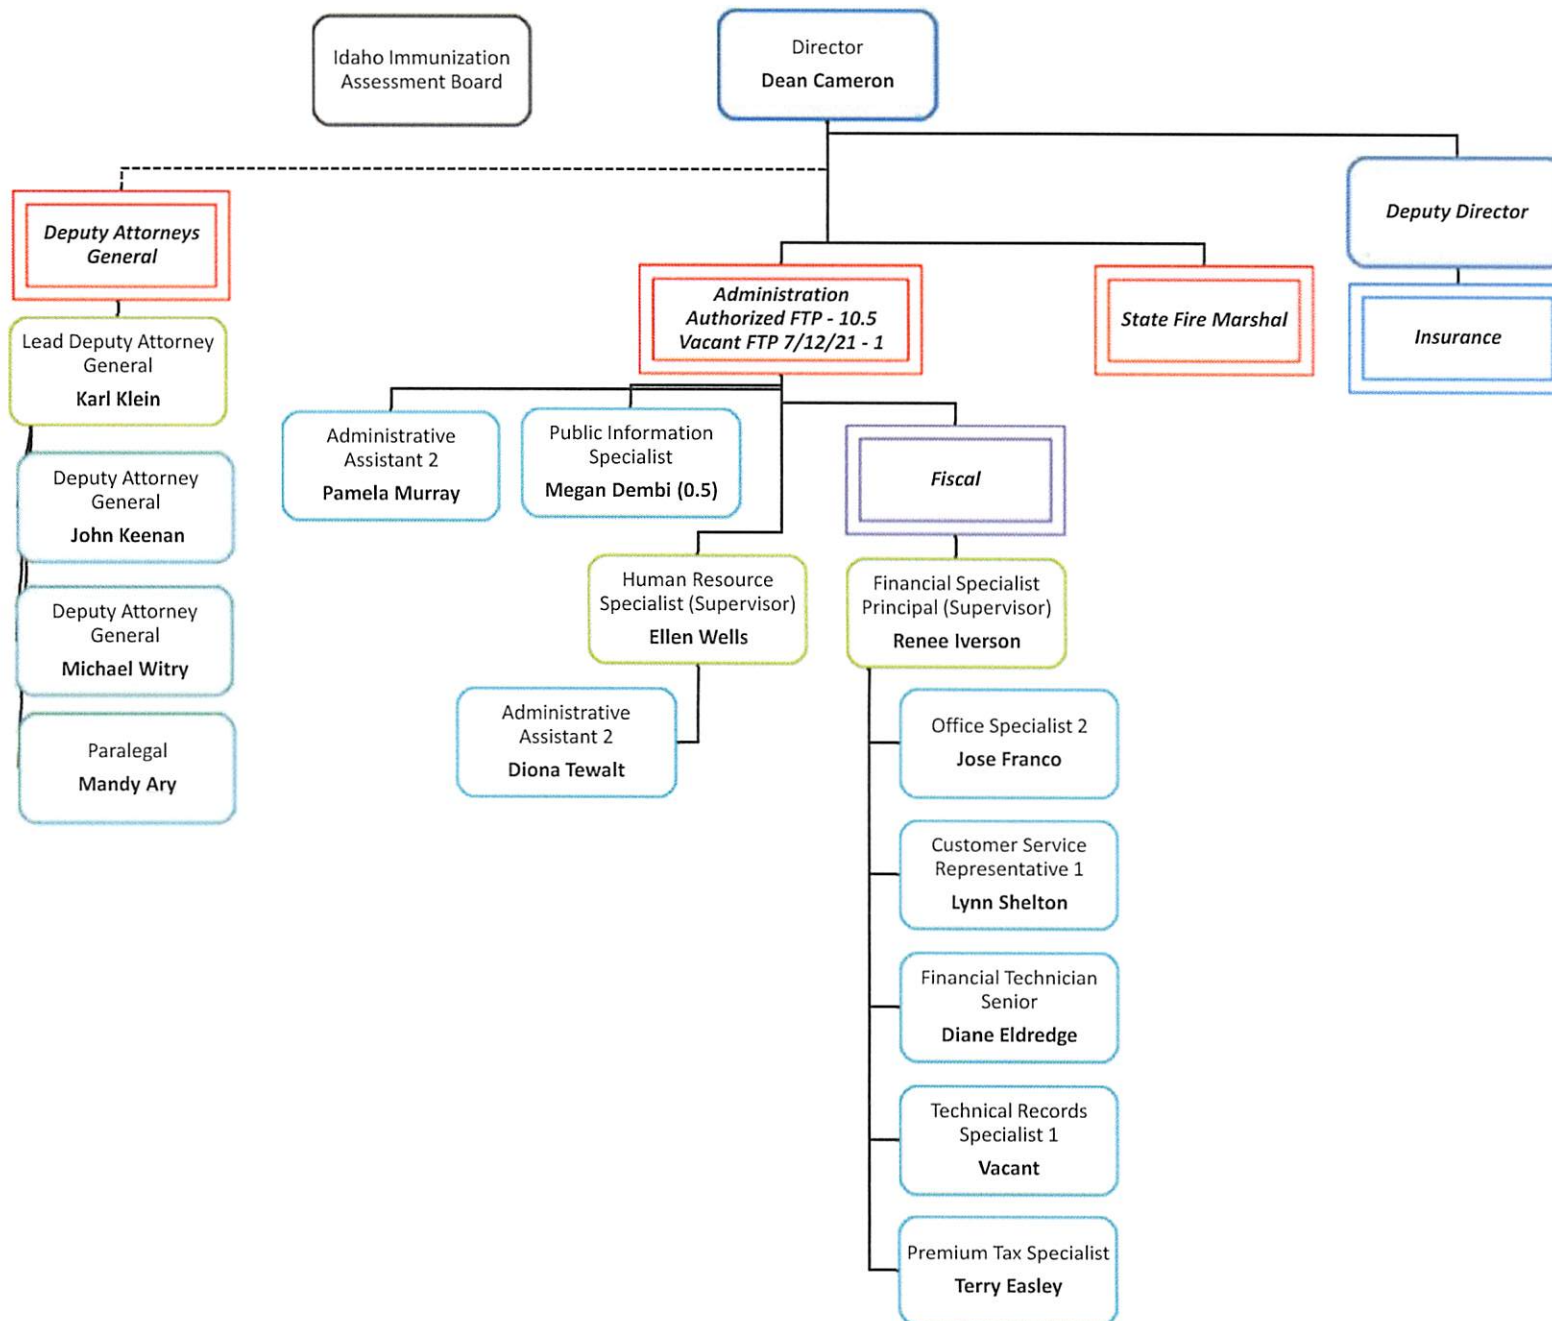 Idaho Immunization
Assessment Board
Director
Dean Cameron
Deputy Attorneys
General
Deputy Director
Administration
Authorized FTP - 10.5
Vacant FTP 7/12/21 - 1
State Fire Marshal
Insurance
Lead Deputy Attorney
General
Karl Klein
Deputy Attorney
General
John Keenan
Deputy Attorney
General
Michael Witry
Paralegal
Mandy Ary
Administrative
Assistant 2
Pamela Murray
Public Information
Specialist
Megan Dembi (0.5)
Fiscal
Human Resource
Specialist (Supervisor)
Ellen Wells
Administrative
Assistant 2
Diona Tewalt
Financial Specialist
Principal (Supervisor)
Renee Iverson
Office Specialist 2
Jose Franco
Customer Service
Representative 1
Lynn Shelton
Financial Technician
Senior
Diane Eldredge
Technical Records
Specialist 1
Vacant
Premium Tax Specialist
Terry Easley